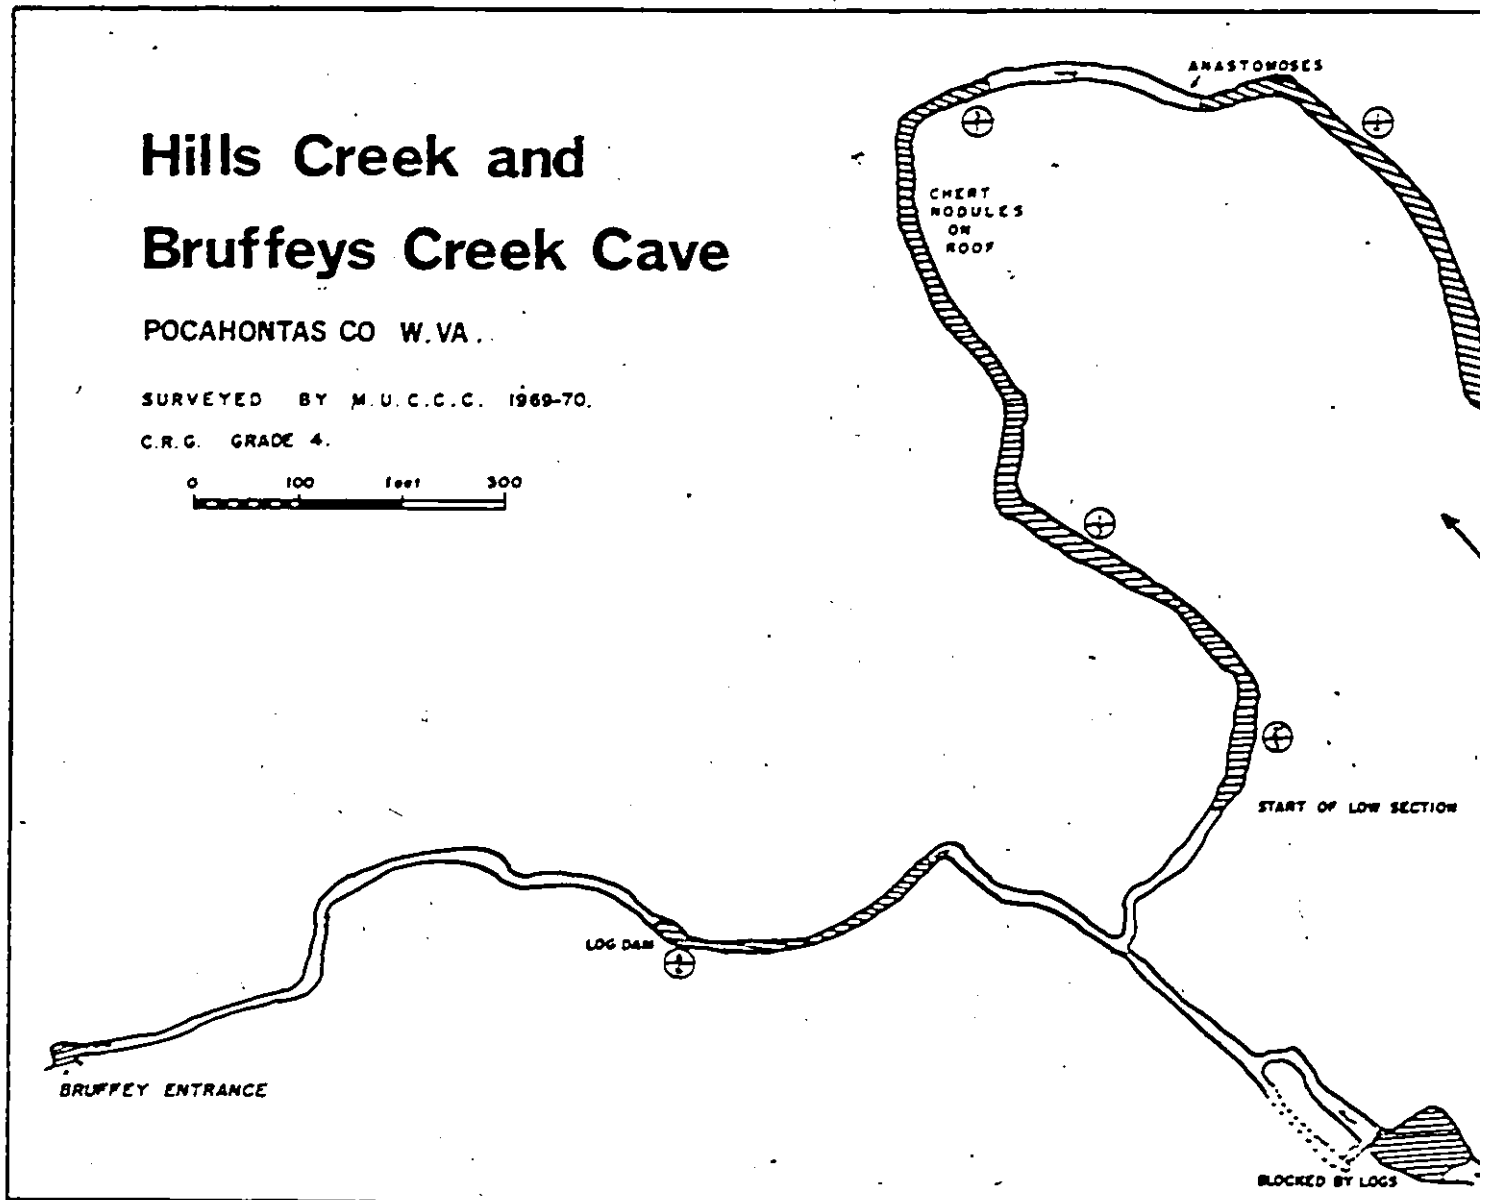 Hills Creek and
Bruffeys Creek Cave
POCAHONTAS CO W.VA.
SURVEYED BY M.U.C.C.C. 1969-70.
C.R.G. GRADE 4.
0 100 feet 300
ANASTOMOSES
CHERT
NODULES
ON
ROOF
START OF LOW SECTION
LOG DAM
BRUFFEY ENTRANCE
BLOCKED BY LOGS